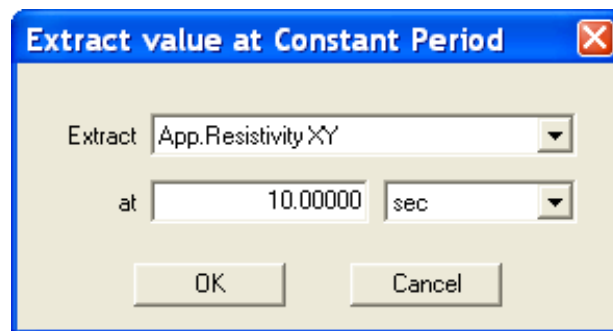 Extract value at Constant Period
Extract App.Resistivity XY
at 10.00000 sec
OK Cancel